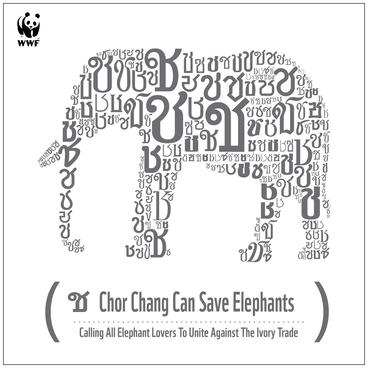 WWF
( ช Chor Chang Can Save Elephants )
Calling All Elephant Lovers To Unite Against The Ivory Trade